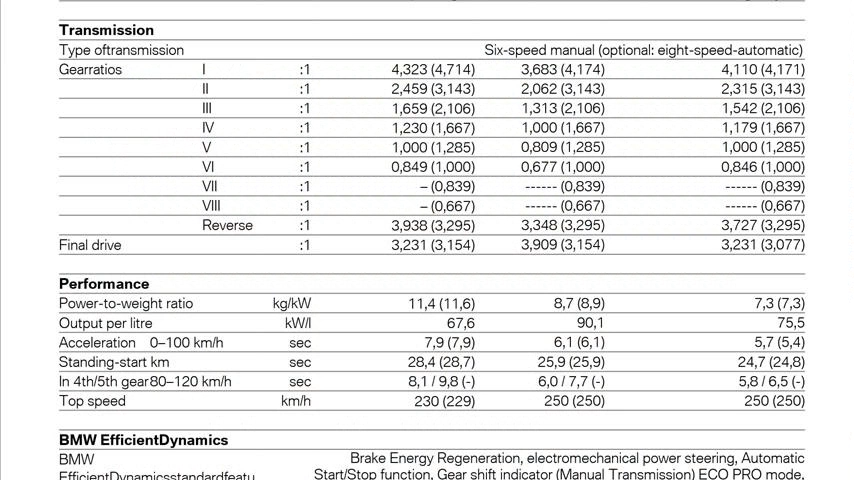 Transmission
Type oftransmission Six-speed manual (optional: eight-speed-automatic)
Gearratios I :1 4,323 (4,714) 3,683 (4,174) 4,110 (4,171)
II :1 2,459 (3,143) 2,062 (3,143) 2,315 (3,143)
III :1 1,659 (2,106) 1,313 (2,106) 1,542 (2,106)
IV :1 1,230 (1,667) 1,000 (1,667) 1,179 (1,667)
V :1 1,000 (1,285) 0,809 (1,285) 1,000 (1,285)
VI :1 0,849 (1,000) 0,677 (1,000) 0,846 (1,000)
VII :1 – (0,839) ------ (0,839) ------ (0,839)
VIII :1 – (0,667) ------ (0,667) ------ (0,667)
Reverse :1 3,938 (3,295) 3,348 (3,295) 3,727 (3,295)
Final drive :1 3,231 (3,154) 3,909 (3,154) 3,231 (3,077)
Performance
Power-to-weight ratio kg/kW 11,4 (11,6) 8,7 (8,9) 7,3 (7,3)
Output per litre kW/l 67,6 90,1 75,5
Acceleration 0–100 km/h sec 7,9 (7,9) 6,1 (6,1) 5,7 (5,4)
Standing-start km sec 28,4 (28,7) 25,9 (25,9) 24,7 (24,8)
In 4th/5th gear80–120 km/h sec 8,1 / 9,8 (-) 6,0 / 7,7 (-) 5,8 / 6,5 (-)
Top speed km/h 230 (229) 250 (250) 250 (250)
BMW EfficientDynamics
BMW Brake Energy Regeneration, electromechanical power steering, Automatic
EfficientDynamicsstandardfeatu Start/Stop function, Gear shift indicator (Manual Transmission) ECO PRO mode,